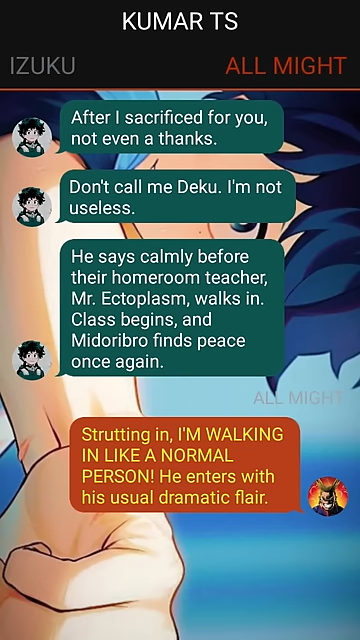 KUMAR TS
IZUKU
ALL MIGHT
After I sacrificed for you,
not even a thanks.
Don't call me Deku. I'm not
useless.
He says calmly before
their homeroom teacher,
Mr. Ectoplasm, walks in.
Class begins, and
Midoribro finds peace
once again.
ALL MIGHT
Strutting in, I'M WALKING
IN LIKE A NORMAL
PERSON! He enters with
his usual dramatic flair.